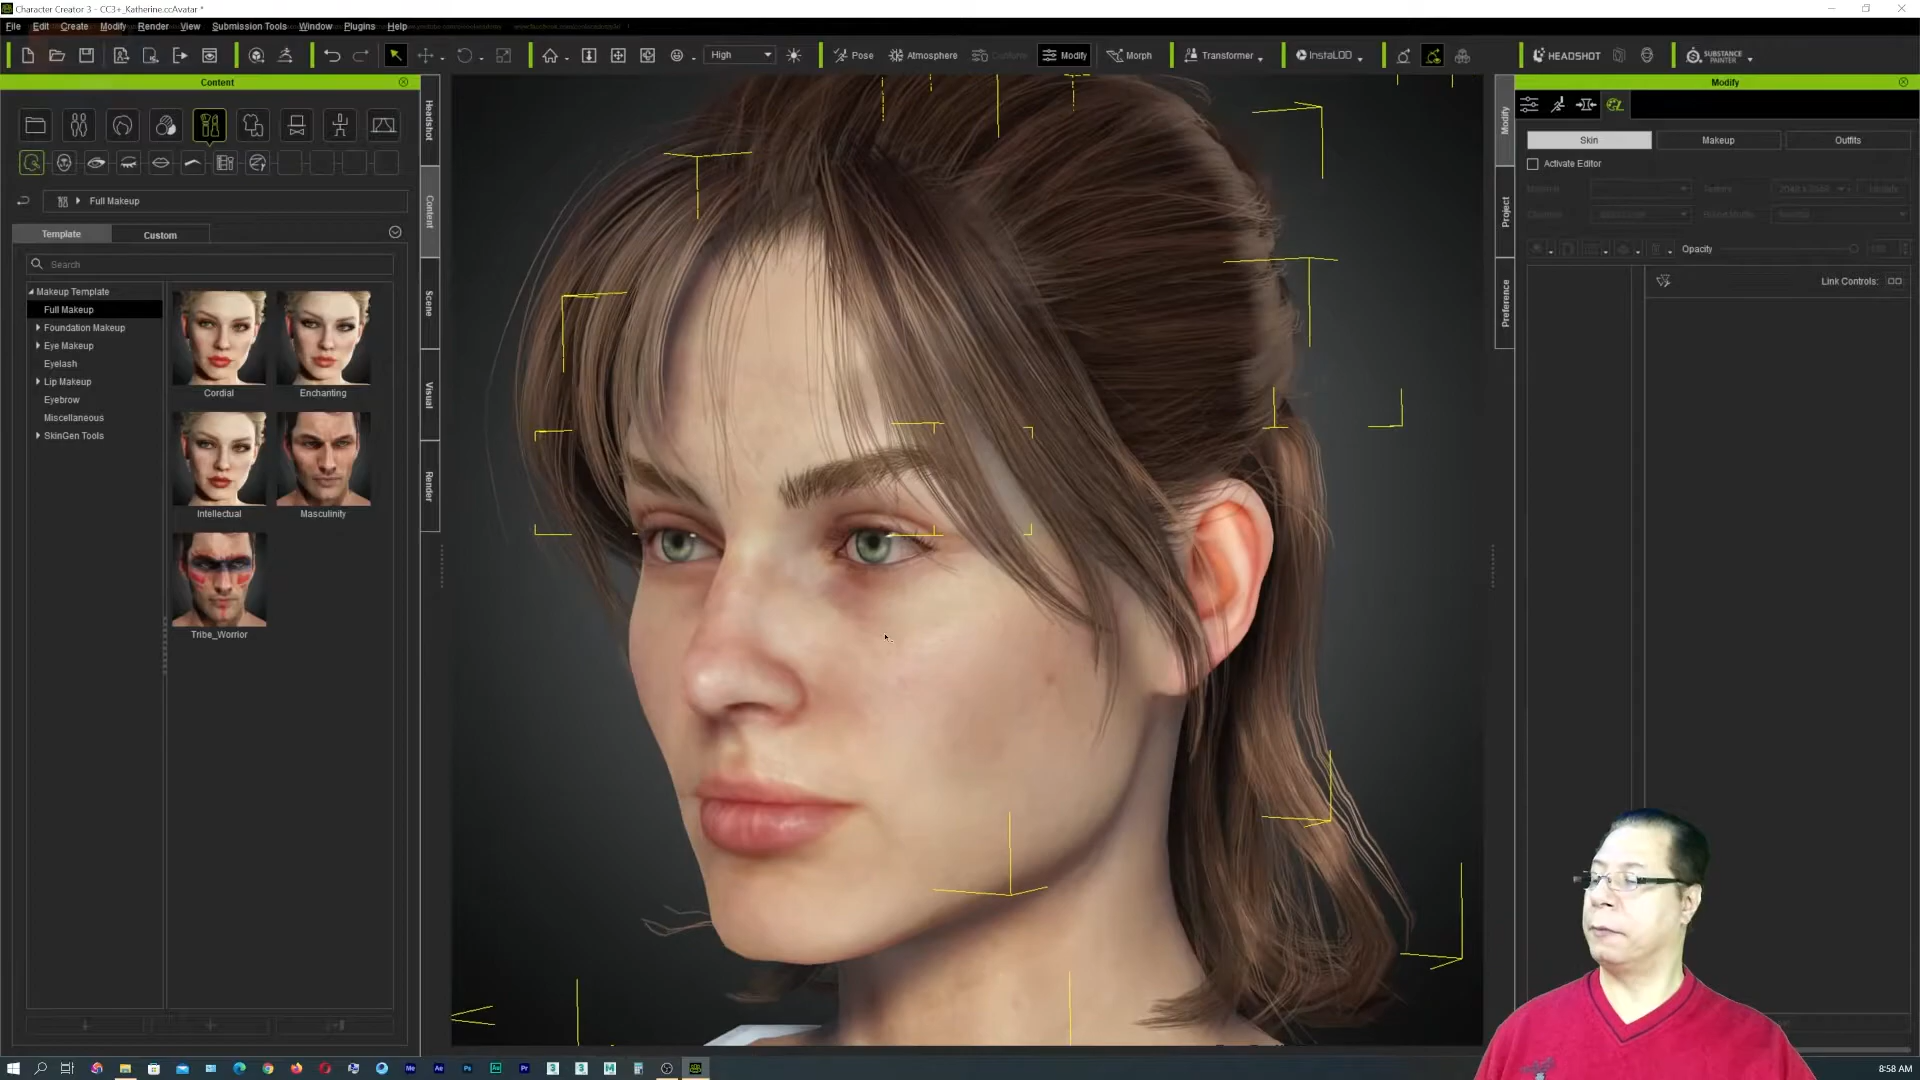 Character Creator 3 - CC3+_Katherine.ccAvatar *
File Edit Create Modify Render View Submission Tools Window Plugins Help
High Pose Atmosphere Conform Modify Morph Transformer InstaLOD HEADSHOT SUBSTANCE PAINTER
Content
Modify
Headshot
Content
Scene
Visual
Render
Modify
Project
Preference
Full Makeup
Template Custom
Search
Makeup Template
Full Makeup
Foundation Makeup
Eye Makeup
Eyelash
Lip Makeup
Eyebrow
Miscellaneous
SkinGen Tools
Cordial Enchanting
Intellectual Masculinity
Tribe_Worrior
Skin Makeup Outfits
Activate Editor
Opacity
Link Controls:
8:58 AM